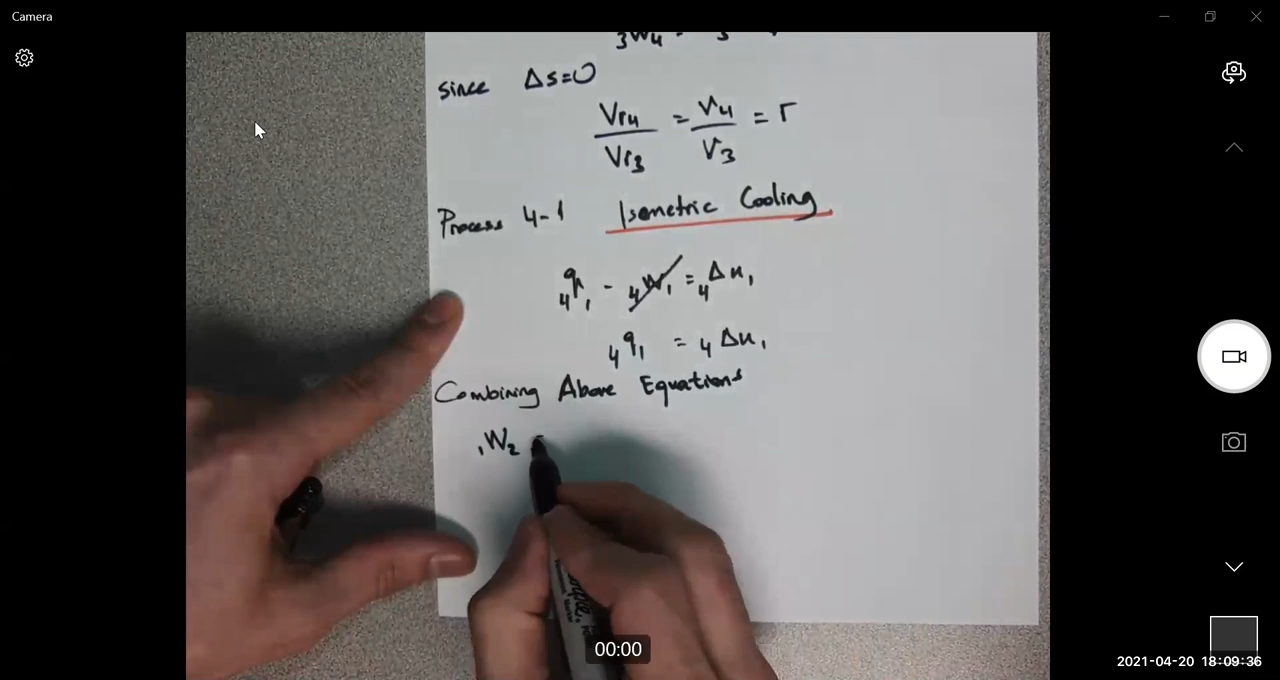 Camera
3W4 =
since Δs=0
Vr4 / Vr3 = V4 / V3 = r
Process 4-1 Isometric Cooling
4q1 - 4W1 = 4Δu1
4q1 = 4Δu1
Combining Above Equations
1W2
00:00
2021-04-20 18:09:36